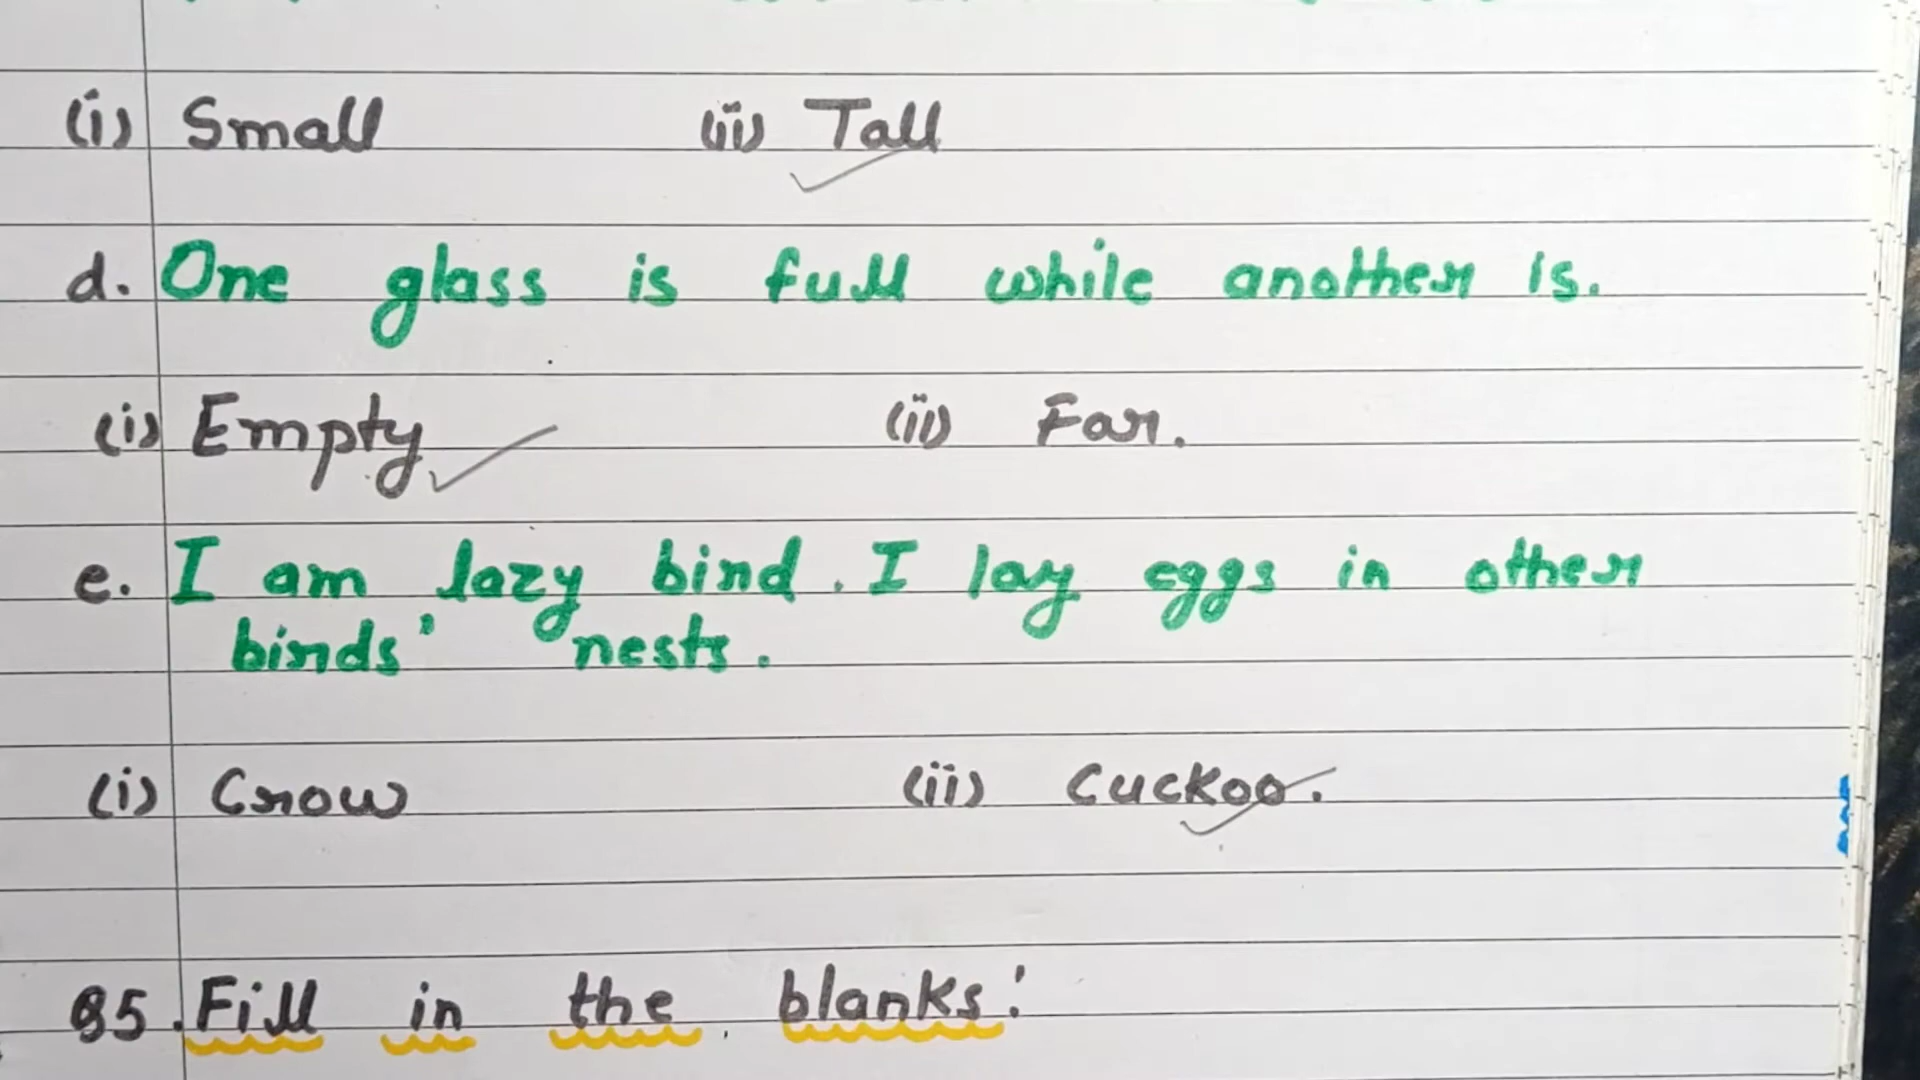 (i) Small (ii) Tall
d. One glass is full while another is.
(i) Empty (ii) Far.
e. I am lazy bird. I lay eggs in other
birds' nests.
(i) Crow (ii) Cuckoo.
Q5. Fill in the blanks: